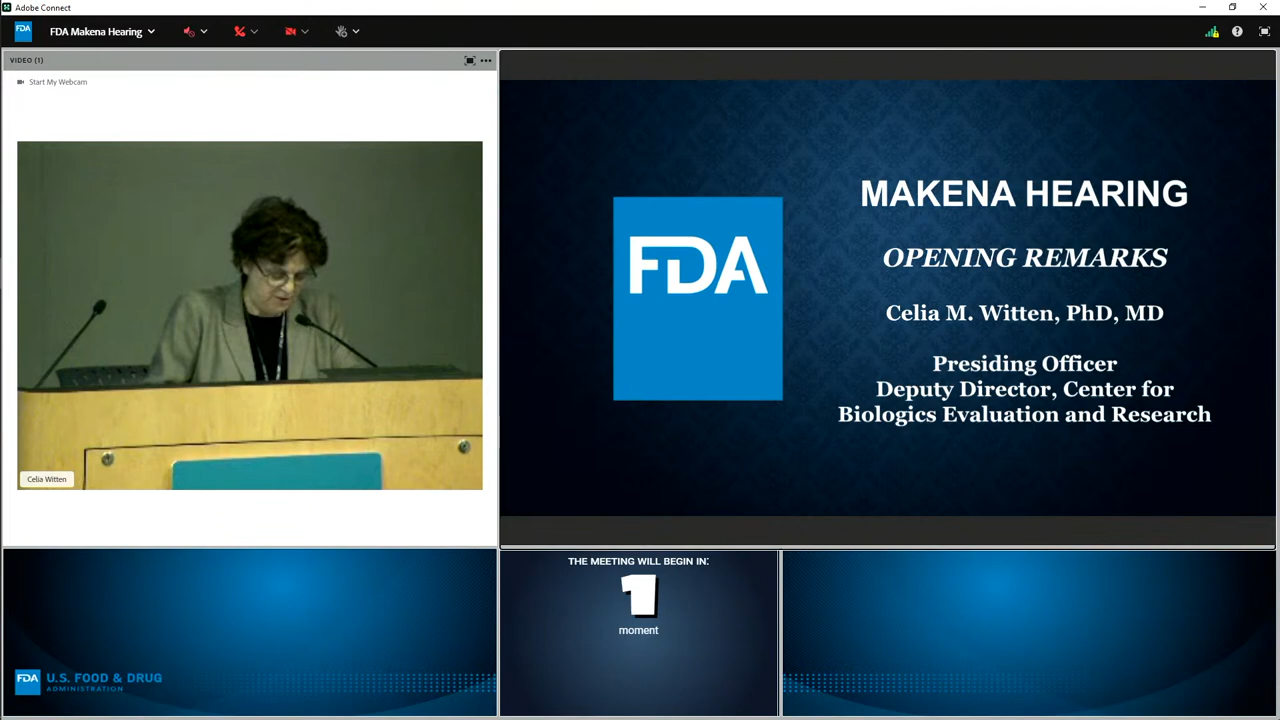 Adobe Connect
FDA
FDA Makena Hearing
VIDEO (1)
Start My Webcam
Celia Witten
FDA
MAKENA HEARING
OPENING REMARKS
Celia M. Witten, PhD, MD
Presiding Officer
Deputy Director, Center for
Biologics Evaluation and Research
THE MEETING WILL BEGIN IN:
1
moment
FDA
U.S. FOOD & DRUG
ADMINISTRATION